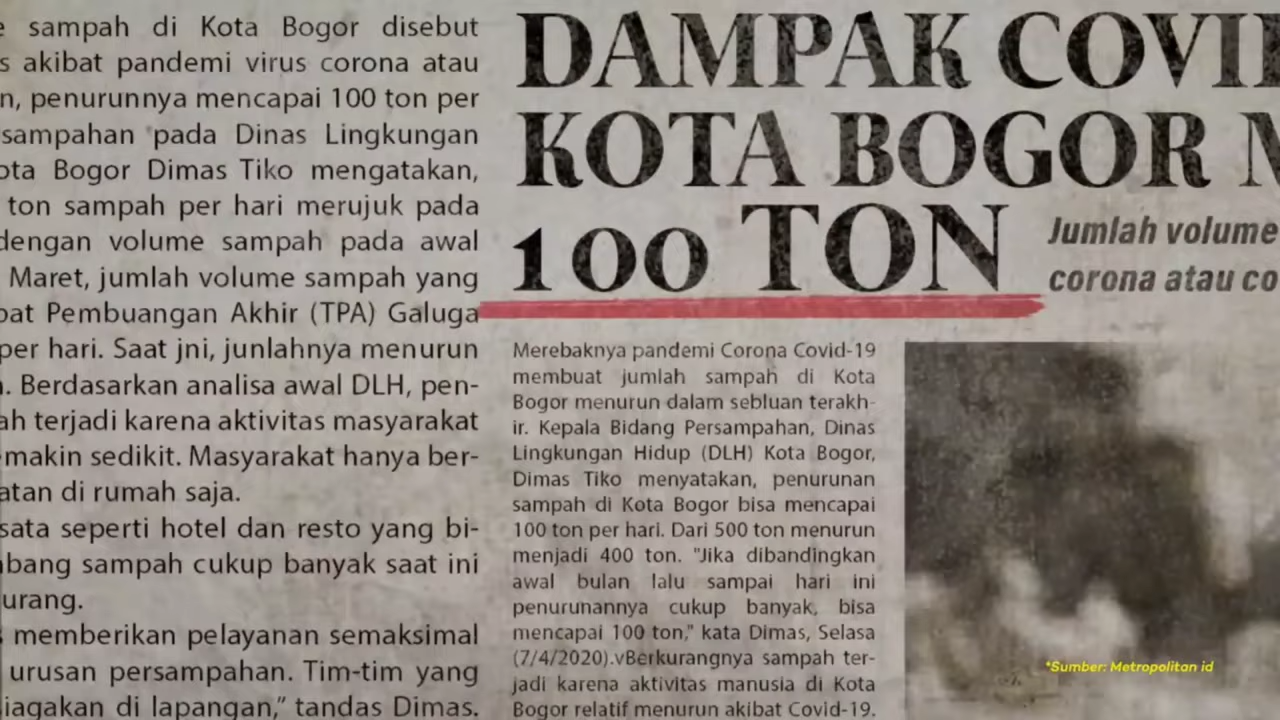 sampah di Kota Bogor disebut
akibat pandemi virus corona atau
penurunnya mencapai 100 ton per
sampahan pada Dinas Lingkungan
Bogor Dimas Tiko mengatakan,
ton sampah per hari merujuk pada
dengan volume sampah pada awal
Maret, jumlah volume sampah yang
pat Pembuangan Akhir (TPA) Galuga
per hari. Saat jni, junlahnya menurun
Berdasarkan analisa awal DLH, pen-
ah terjadi karena aktivitas masyarakat
makin sedikit. Masyarakat hanya ber-
atan di rumah saja.
sata seperti hotel dan resto yang bi-
bang sampah cukup banyak saat ini
urang.
memberikan pelayanan semaksimal
urusan persampahan. Tim-tim yang
iagakan di lapangan,” tandas Dimas.
DAMPAK COVI
KOTA BOGOR
100 TON
Jumlah volume
corona atau co
Merebaknya pandemi Corona Covid-19
membuat jumlah sampah di Kota
Bogor menurun dalam sebluan terakh-
ir. Kepala Bidang Persampahan, Dinas
Lingkungan Hidup (DLH) Kota Bogor,
Dimas Tiko menyatakan, penurunan
sampah di Kota Bogor bisa mencapai
100 ton per hari. Dari 500 ton menurun
menjadi 400 ton. "Jika dibandingkan
awal bulan lalu sampai hari ini
penurunannya cukup banyak, bisa
mencapai 100 ton,” kata Dimas, Selasa
(7/4/2020).vBerkurangnya sampah ter-
jadi karena aktivitas manusia di Kota
Bogor relatif menurun akibat Covid-19.
*Sumber: Metropolitan id